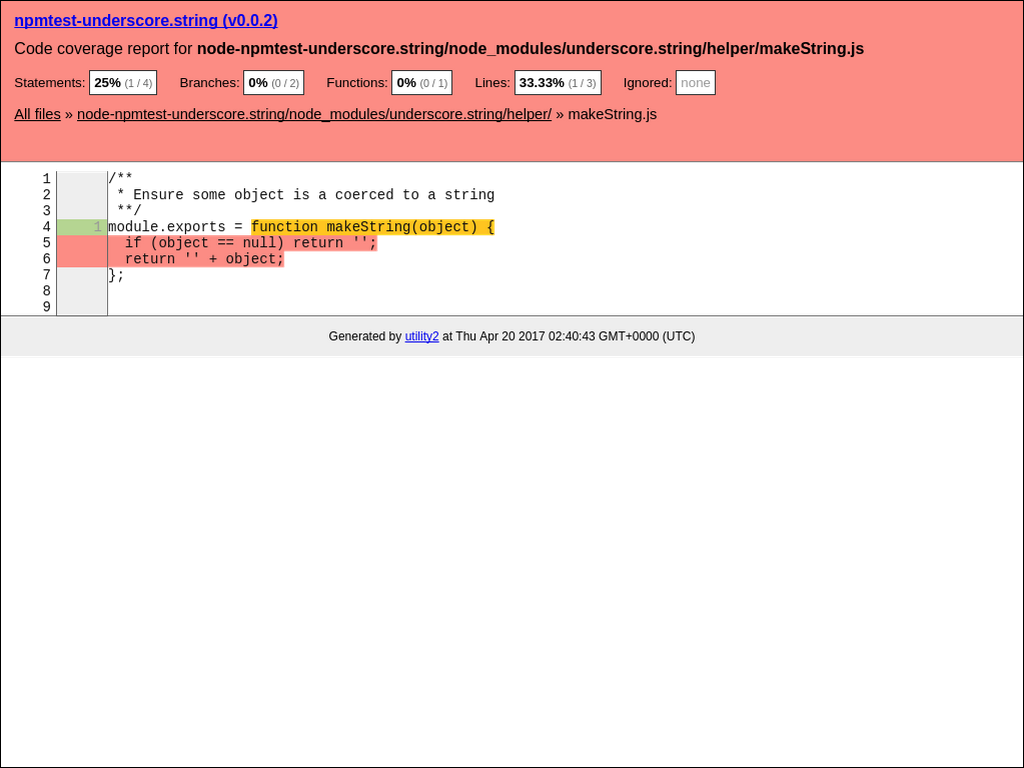 npmtest-underscore.string (v0.0.2)
Code coverage report for node-npmtest-underscore.string/node_modules/underscore.string/helper/makeString.js
Statements: 25% (1 / 4) Branches: 0% (0 / 2) Functions: 0% (0 / 1) Lines: 33.33% (1 / 3) Ignored: none
All files » node-npmtest-underscore.string/node_modules/underscore.string/helper/ » makeString.js
1 /**
2  * Ensure some object is a coerced to a string
3  **/
4 1 module.exports = function makeString(object) {
5   if (object == null) return '';
6   return '' + object;
7 };
8
9
Generated by utility2 at Thu Apr 20 2017 02:40:43 GMT+0000 (UTC)